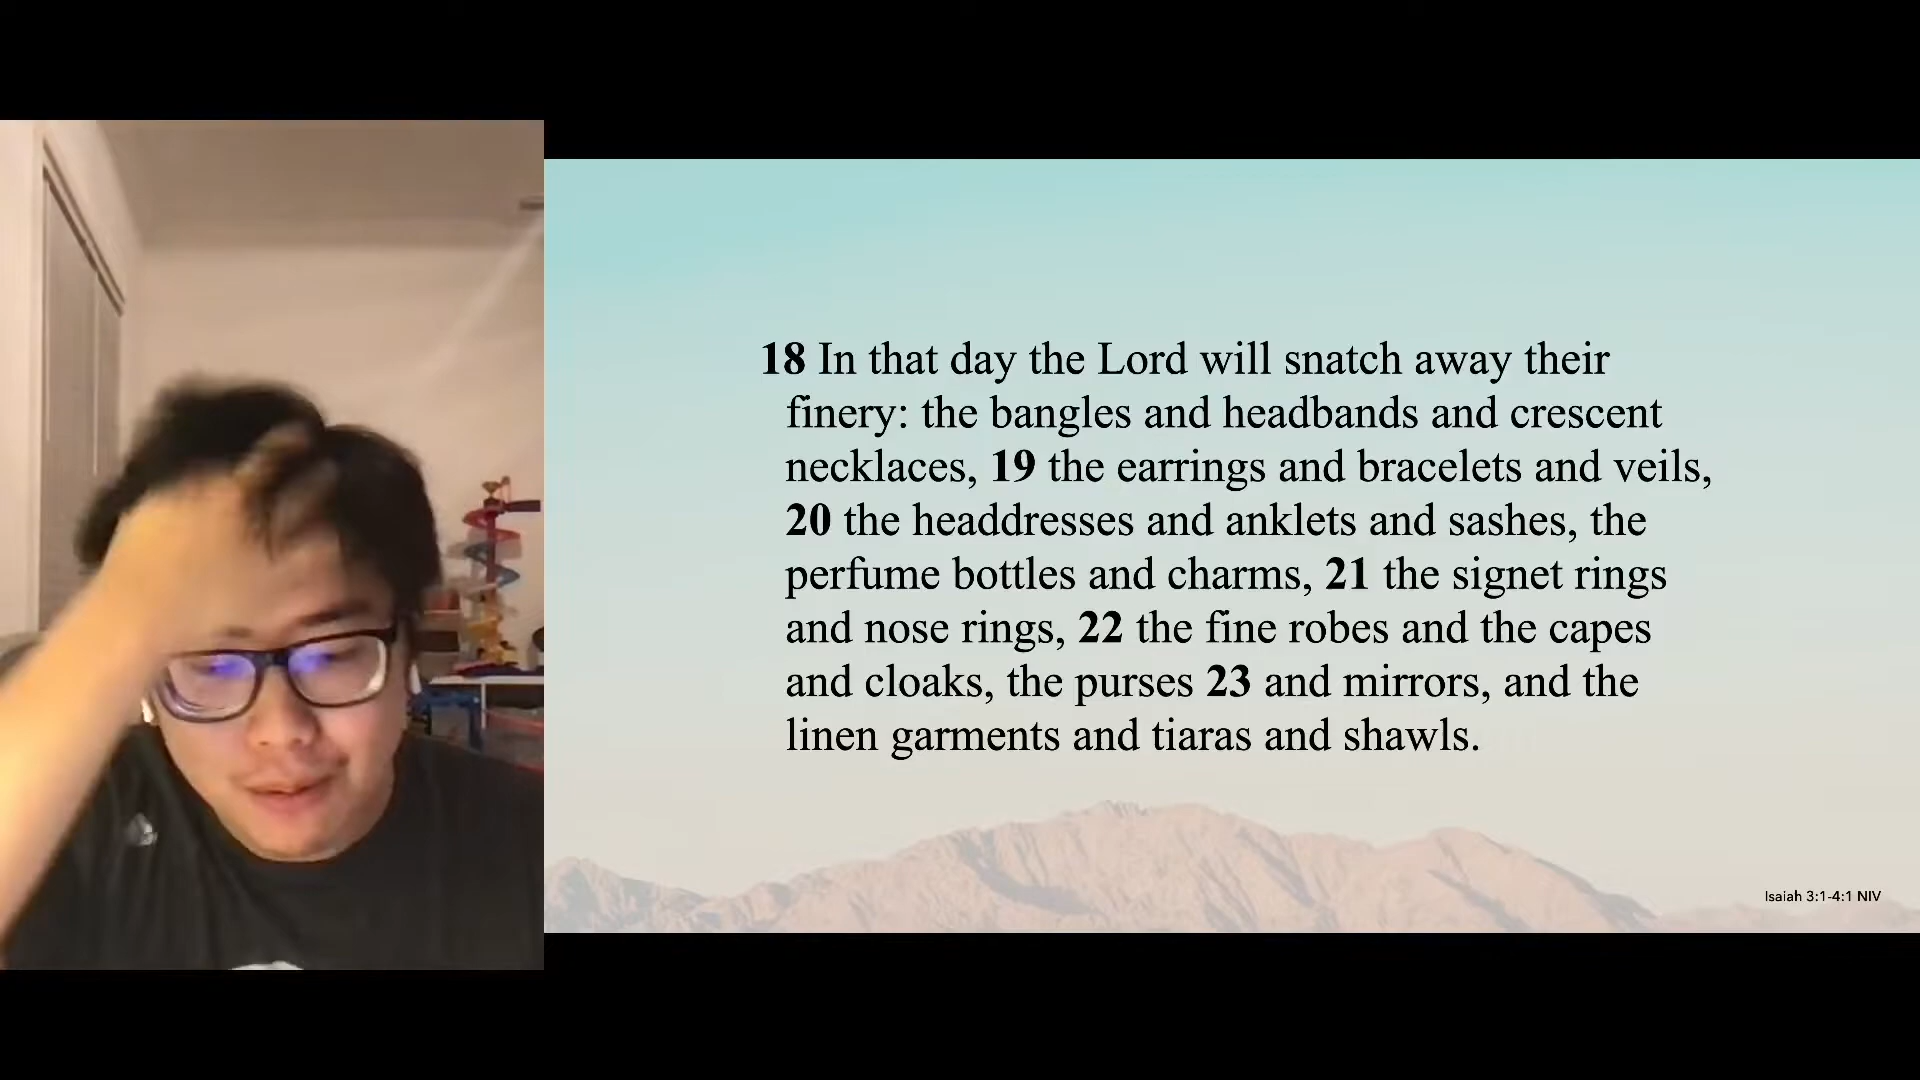 18 In that day the Lord will snatch away their
finery: the bangles and headbands and crescent
necklaces, 19 the earrings and bracelets and veils,
20 the headdresses and anklets and sashes, the
perfume bottles and charms, 21 the signet rings
and nose rings, 22 the fine robes and the capes
and cloaks, the purses 23 and mirrors, and the
linen garments and tiaras and shawls.
Isaiah 3:1-4:1 NIV